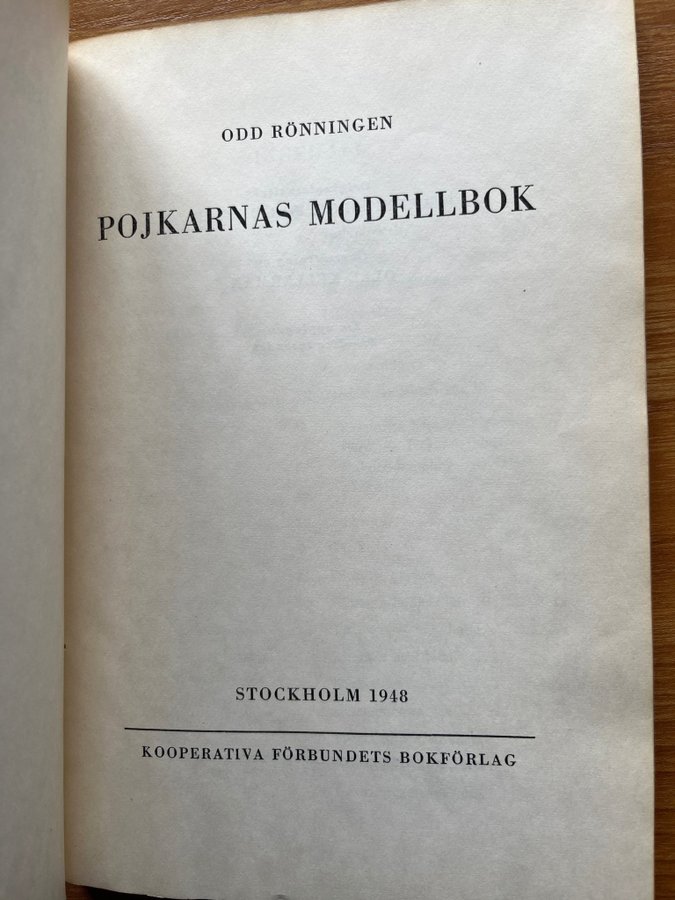 ODD RÖNNINGEN
POJKARNAS MODELLBOK
STOCKHOLM 1948
KOOPERATIVA FÖRBUNDETS BOKFÖRLAG